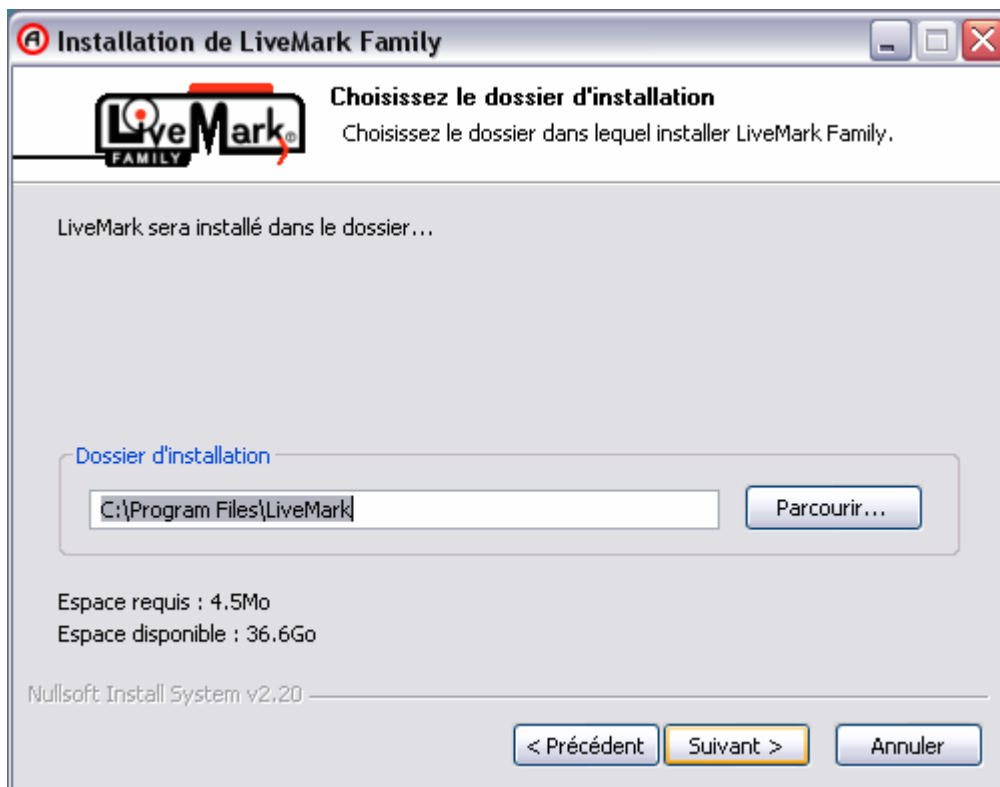 Installation de LiveMark Family
LiveMark®
FAMILY
Choisissez le dossier d'installation
Choisissez le dossier dans lequel installer LiveMark Family.
LiveMark sera installé dans le dossier...
Dossier d'installation
C:\Program Files\LiveMark
Parcourir...
Espace requis : 4.5Mo
Espace disponible : 36.6Go
Nullsoft Install System v2.20
< Précédent
Suivant >
Annuler